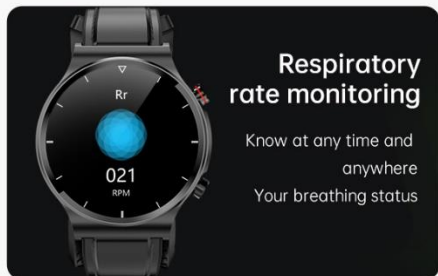 Respiratory
rate monitoring
Know at any time and
anywhere
Your breathing status
Rr
021
RPM